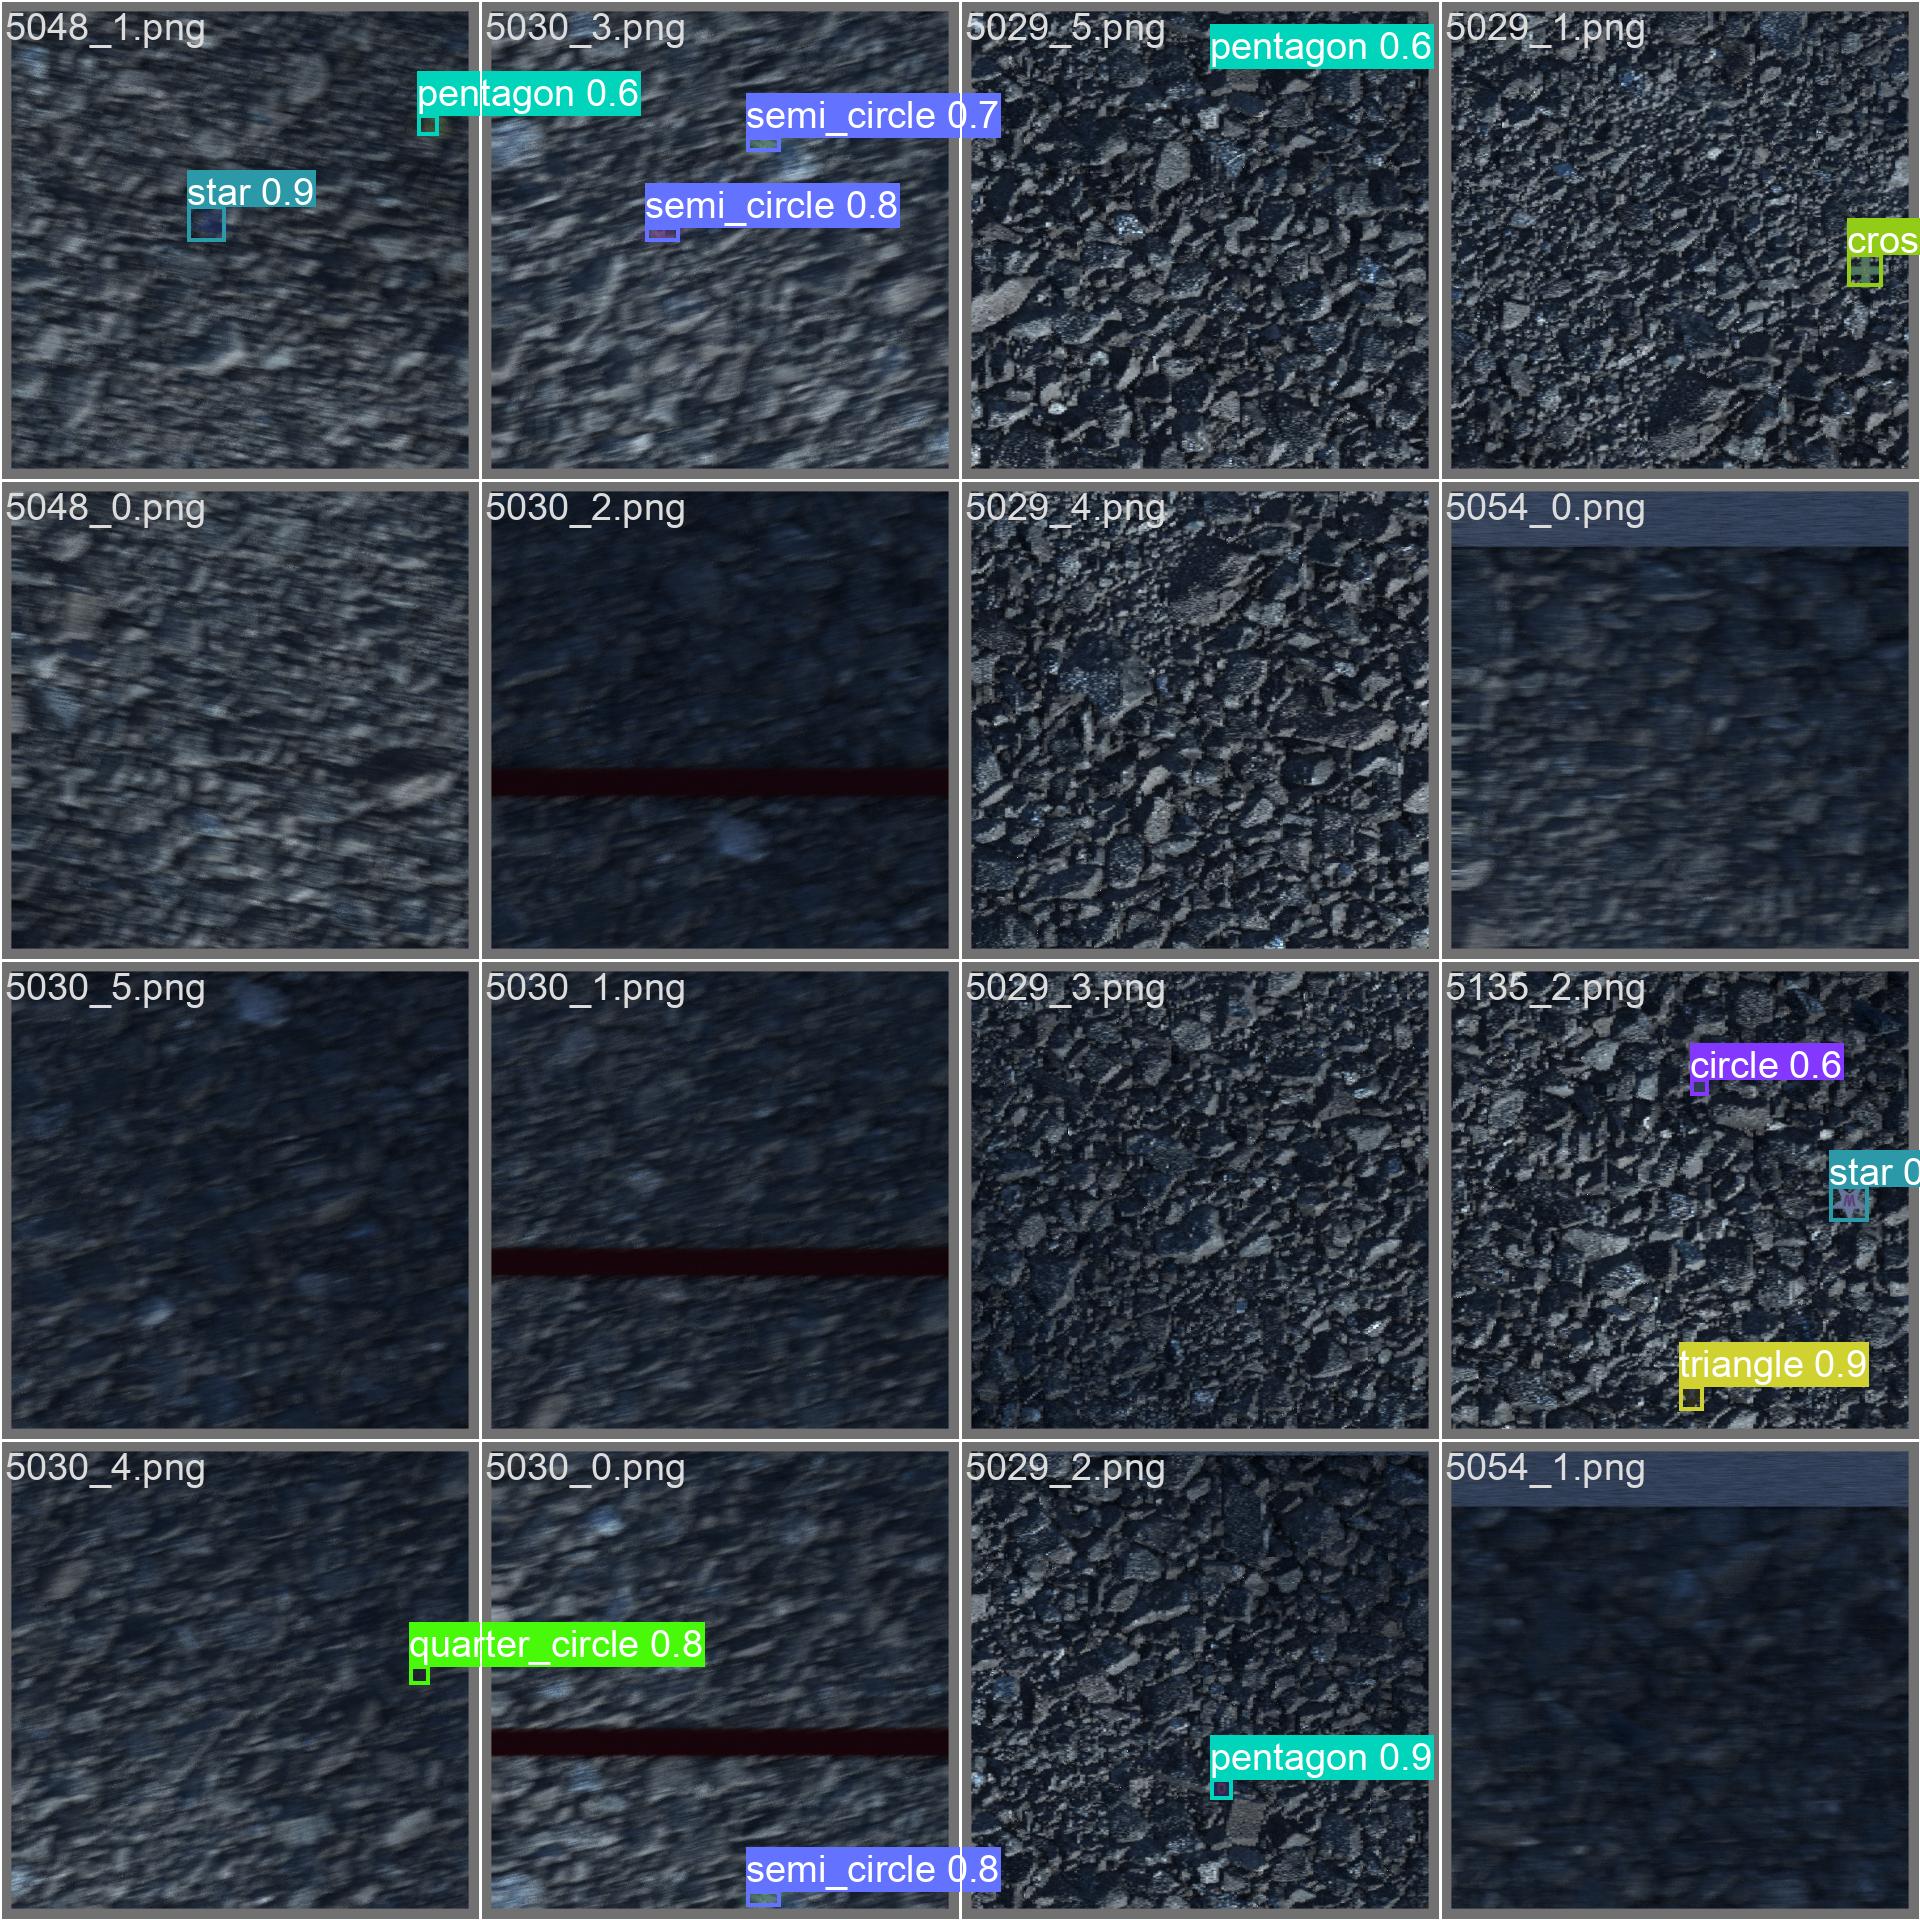 5048_1.png
5030_3.png
5029_5.png
5029_1.png
pentagon 0.6
pentagon 0.6
semi_circle 0.7
star 0.9
semi_circle 0.8
cros
5048_0.png
5030_2.png
5029_4.png
5054_0.png
5030_5.png
5030_1.png
5029_3.png
5135_2.png
circle 0.6
star 0
M
triangle 0.9
5030_4.png
5030_0.png
5029_2.png
5054_1.png
quarter_circle 0.8
pentagon 0.9
semi_circle 0.8